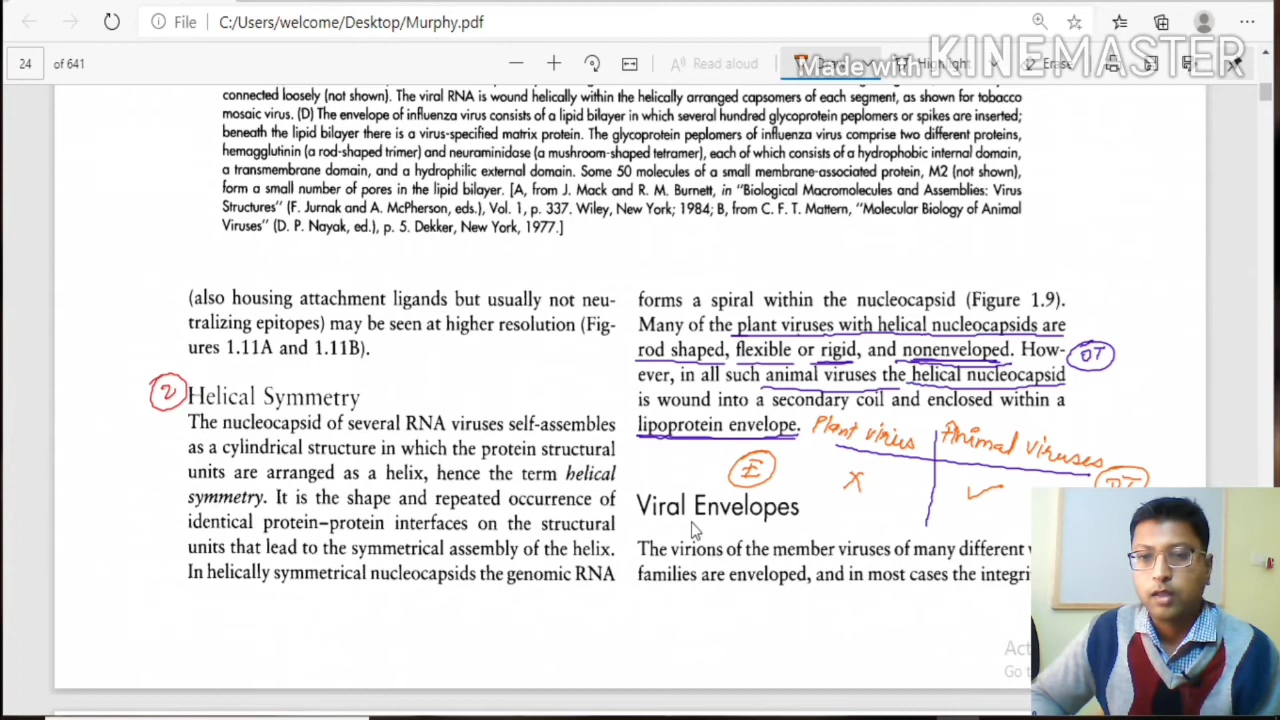 File C:/Users/welcome/Desktop/Murphy.pdf
24 of 641
Read aloud
Draw
Highlight
Erase
Made with KINEMASTER
connected loosely (not shown). The viral RNA is wound helically within the helically arranged capsomers of each segment, as shown for tobacco
mosaic virus. (D) The envelope of influenza virus consists of a lipid bilayer in which several hundred glycoprotein peplomers or spikes are inserted;
beneath the lipid bilayer there is a virus-specified matrix protein. The glycoprotein peplomers of influenza virus comprise two different proteins,
hemagglutinin (a rod-shaped trimer) and neuraminidase (a mushroom-shaped tetramer), each of which consists of a hydrophobic internal domain,
a transmembrane domain, and a hydrophilic external domain. Some 50 molecules of a small membrane-associated protein, M2 (not shown),
form a small number of pores in the lipid bilayer. [A, from J. Mack and R. M. Burnett, in “Biological Macromolecules and Assemblies: Virus
Structures” (F. Jurnak and A. McPherson, eds.), Vol. 1, p. 337. Wiley, New York; 1984; B, from C. F. T. Mattern, “Molecular Biology of Animal
Viruses” (D. P. Nayak, ed.), p. 5. Dekker, New York, 1977.]
(also housing attachment ligands but usually not neu-
tralizing epitopes) may be seen at higher resolution (Fig-
ures 1.11A and 1.11B).
2
Helical Symmetry
The nucleocapsid of several RNA viruses self-assembles
as a cylindrical structure in which the protein structural
units are arranged as a helix, hence the term helical
symmetry. It is the shape and repeated occurrence of
identical protein–protein interfaces on the structural
units that lead to the symmetrical assembly of the helix.
In helically symmetrical nucleocapsids the genomic RNA
forms a spiral within the nucleocapsid (Figure 1.9).
Many of the plant viruses with helical nucleocapsids are
rod shaped, flexible or rigid, and nonenveloped. How-
OT
ever, in all such animal viruses the helical nucleocapsid
is wound into a secondary coil and enclosed within a
lipoprotein envelope.
Plant virius Animal viruses
E X ✓ OT
Viral Envelopes
The virions of the member viruses of many different
families are enveloped, and in most cases the integri
Act
Go to